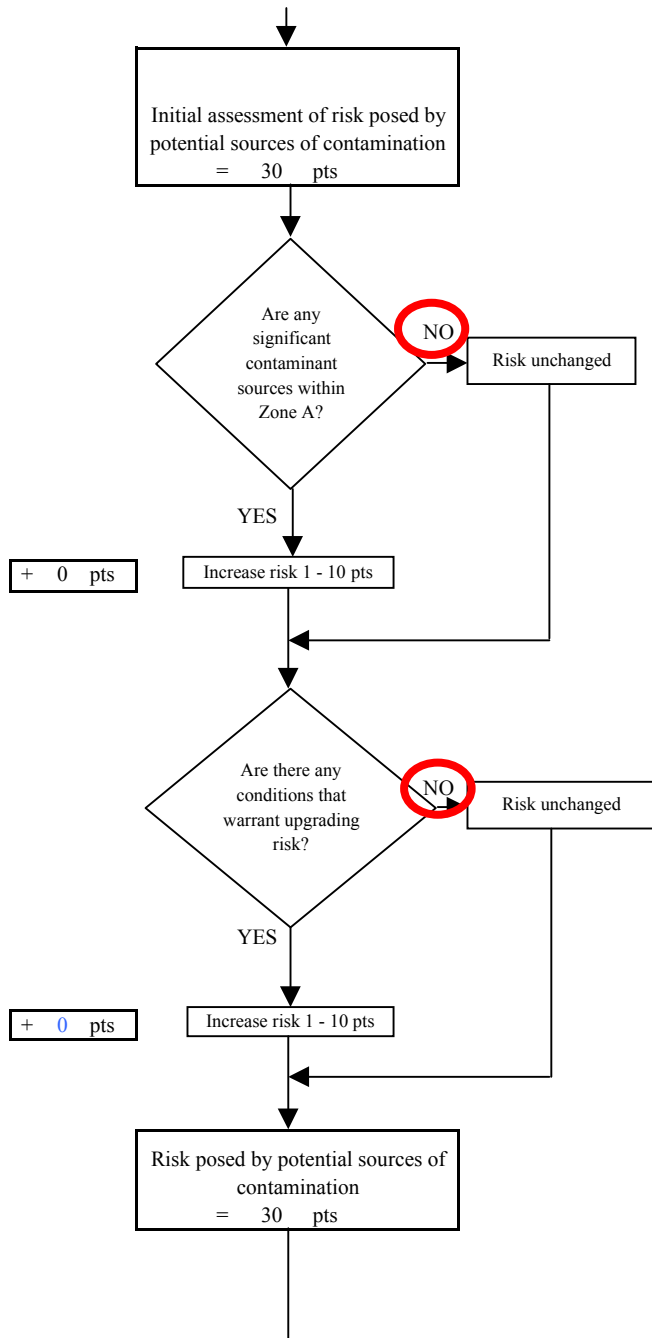 Initial assessment of risk posed by
potential sources of contamination
= 30 pts
Are any
significant
contaminant
sources within
Zone A?
NO
Risk unchanged
YES
+ 0 pts
Increase risk 1 - 10 pts
Are there any
conditions that
warrant upgrading
risk?
NO
Risk unchanged
YES
+ 0 pts
Increase risk 1 - 10 pts
Risk posed by potential sources of
contamination
= 30 pts